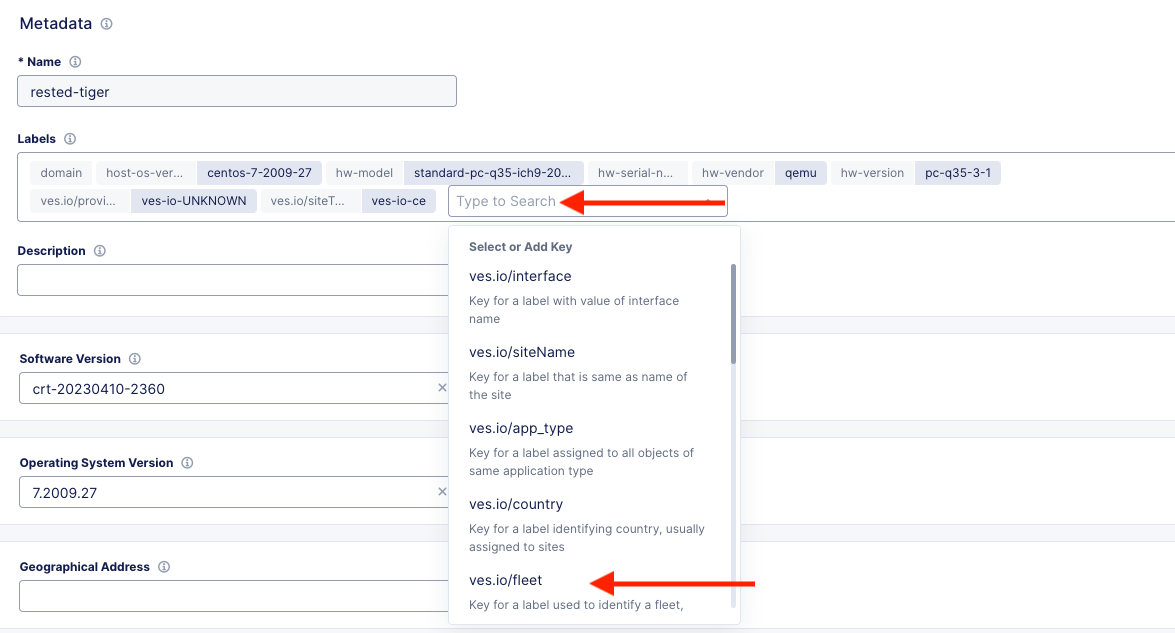 Metadata
* Name
rested-tiger
Labels
domain host-os-ver... centos-7-2009-27 hw-model standard-pc-q35-ich9-20... hw-serial-n... hw-vendor qemu hw-version pc-q35-3-1
ves.io/provi... ves-io-UNKNOWN ves.io/siteT... ves-io-ce Type to Search
Description
Select or Add Key
ves.io/interface
Key for a label with value of interface
name
ves.io/siteName
Key for a label that is same as name of
the site
ves.io/app_type
Key for a label assigned to all objects of
same application type
ves.io/country
Key for a label identifying country, usually
assigned to sites
ves.io/fleet
Key for a label used to identify a fleet,
Software Version
crt-20230410-2360
Operating System Version
7.2009.27
Geographical Address